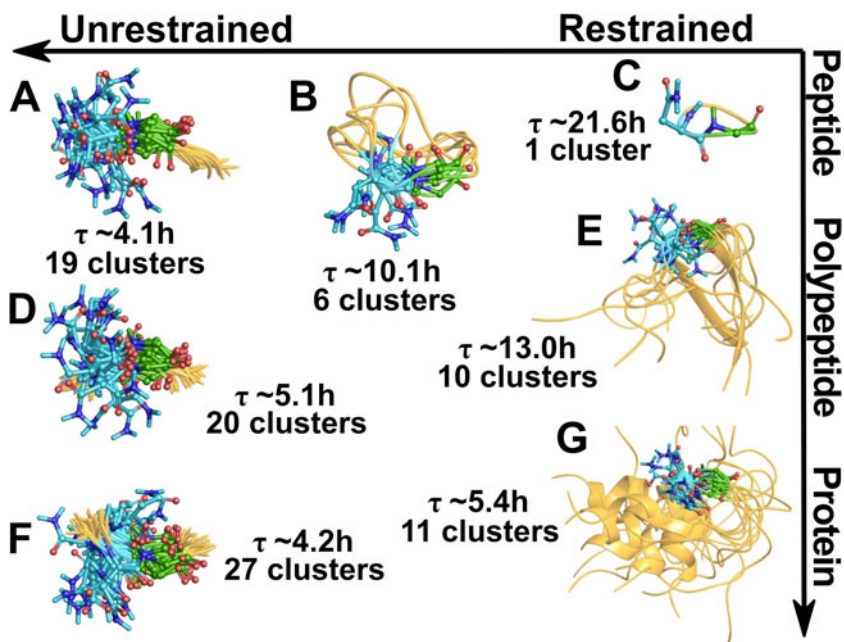 Unrestrained
Restrained
Peptide
Polypeptide
Protein
A
τ ~4.1h
19 clusters
B
τ ~10.1h
6 clusters
C
τ ~21.6h
1 cluster
D
τ ~5.1h
20 clusters
E
τ ~13.0h
10 clusters
F
τ ~4.2h
27 clusters
G
τ ~5.4h
11 clusters